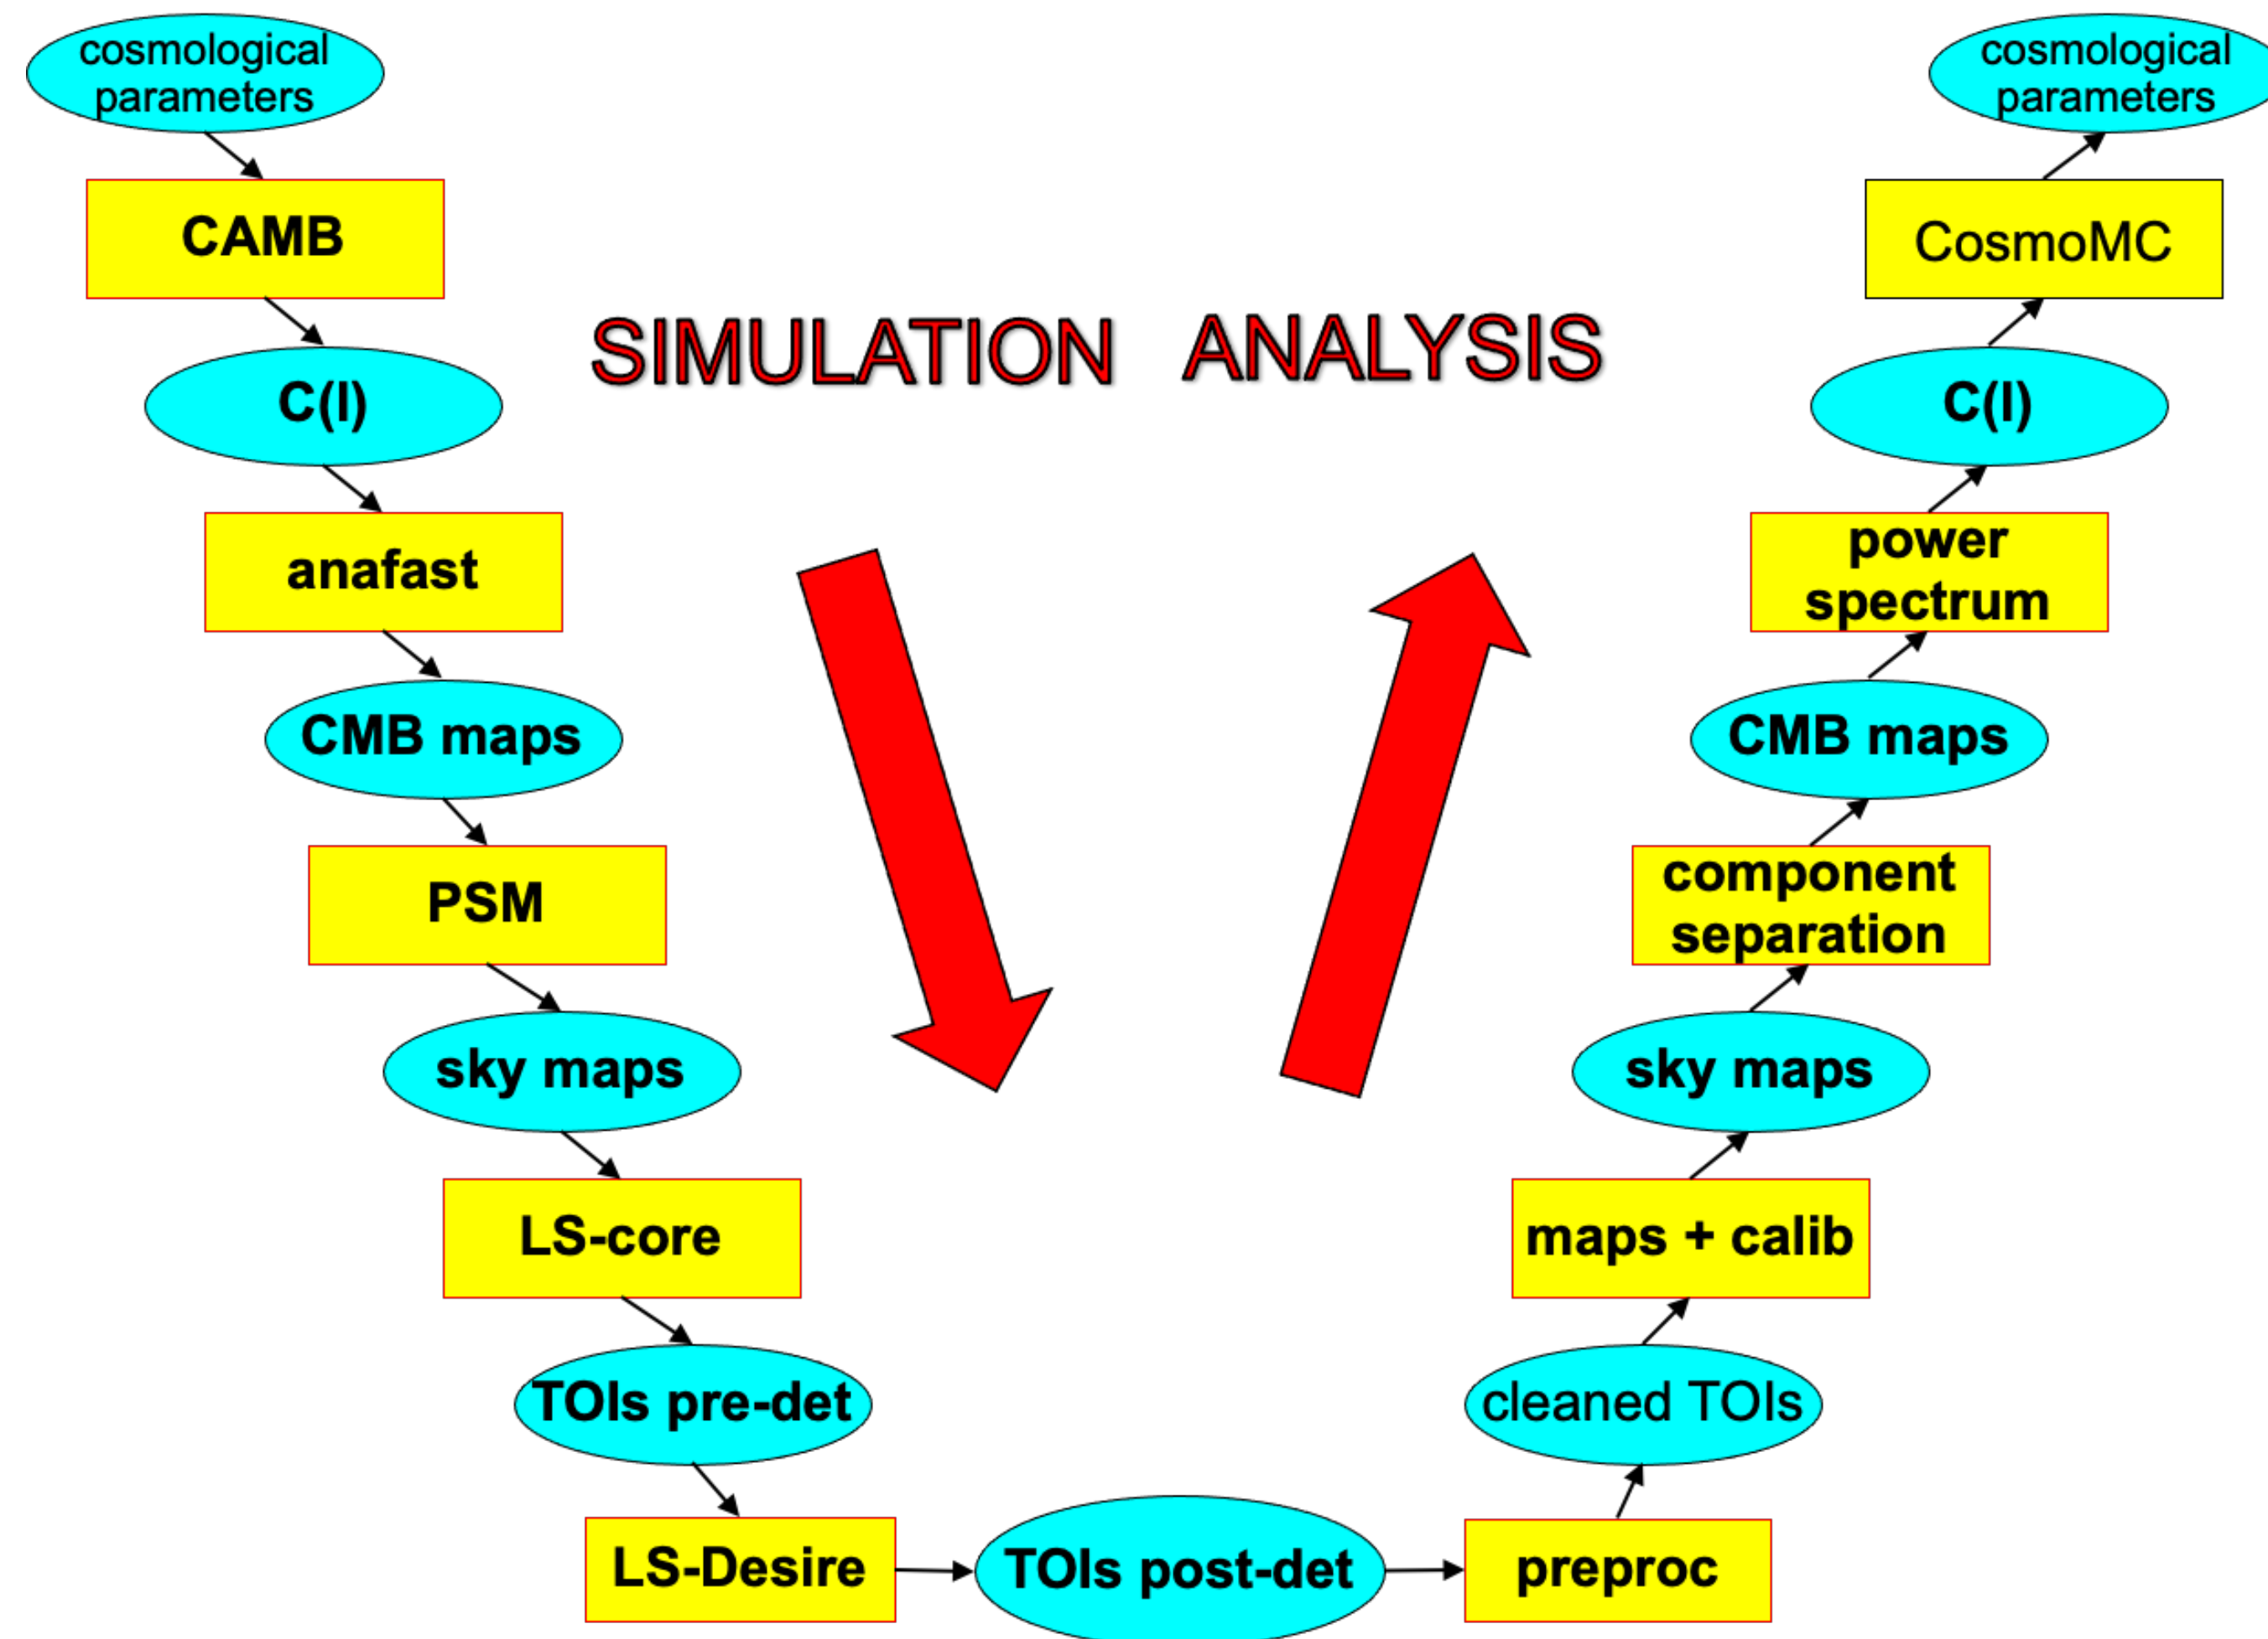 cosmological
parameters
CAMB
C(l)
anafast
CMB maps
PSM
sky maps
LS-core
TOIs pre-det
LS-Desire
SIMULATION
ANALYSIS
TOIs post-det
preproc
cleaned TOIs
maps + calib
sky maps
component
separation
CMB maps
power
spectrum
C(l)
CosmoMC
cosmological
parameters